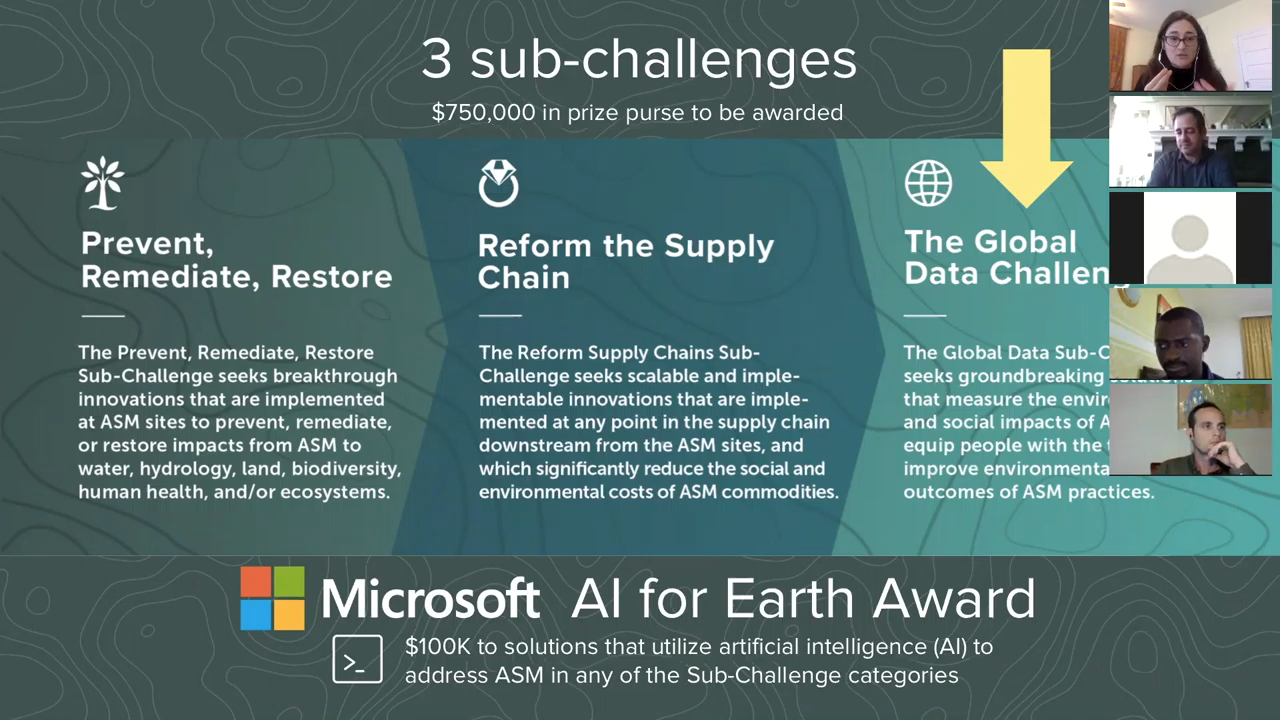 3 sub-challenges
$750,000 in prize purse to be awarded
Prevent,
Remediate, Restore
The Prevent, Remediate, Restore
Sub-Challenge seeks breakthrough
innovations that are implemented
at ASM sites to prevent, remediate,
or restore impacts from ASM to
water, hydrology, land, biodiversity,
human health, and/or ecosystems.
Reform the Supply
Chain
The Reform Supply Chains Sub-
Challenge seeks scalable and imple-
mentable innovations that are imple-
mented at any point in the supply chain
downstream from the ASM sites, and
which significantly reduce the social and
environmental costs of ASM commodities.
The Global
Data Challeng
The Global Data Sub-C
seeks groundbreaking solutions
that measure the envir
and social impacts of A
equip people with the
improve environmenta
outcomes of ASM practices.
Microsoft AI for Earth Award
>_
$100K to solutions that utilize artificial intelligence (AI) to
address ASM in any of the Sub-Challenge categories